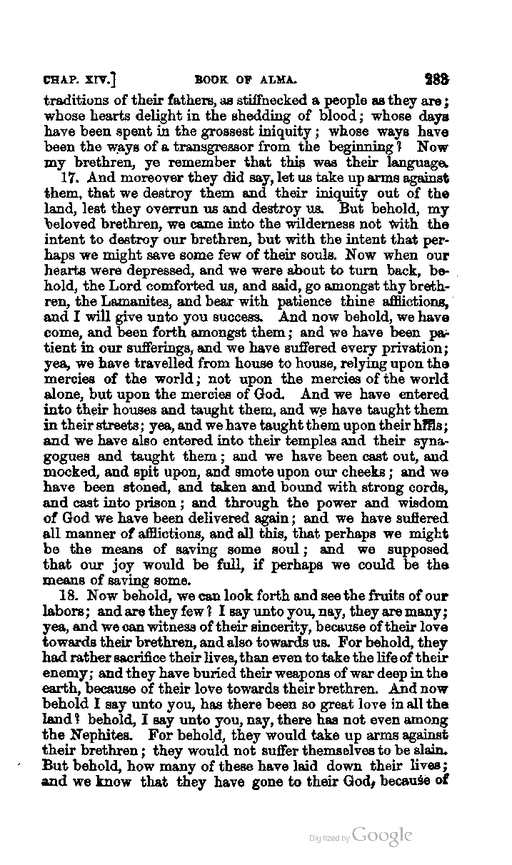 CHAP. XIV.] BOOK OF ALMA. 283
traditions of their fathers, as stiffnecked a people as they are;
whose hearts delight in the shedding of blood; whose days
have been spent in the grossest iniquity; whose ways have
been the ways of a transgressor from the beginning? Now
my brethren, ye remember that this was their language.
17. And moreover they did say, let us take up arms against
them, that we destroy them and their iniquity out of the
land, lest they overrun us and destroy us. But behold, my
beloved brethren, we came into the wilderness not with the
intent to destroy our brethren, but with the intent that per-
haps we might save some few of their souls. Now when our
hearts were depressed, and we were about to turn back, be-
hold, the Lord comforted us, and said, go amongst thy breth-
ren, the Lamanites, and bear with patience thine afflictions,
and I will give unto you success. And now behold, we have
come, and been forth amongst them; and we have been pa-
tient in our sufferings, and we have suffered every privation;
yea, we have travelled from house to house, relying upon the
mercies of the world; not upon the mercies of the world
alone, but upon the mercies of God. And we have entered
into their houses and taught them, and we have taught them
in their streets; yea, and we have taught them upon their hills;
and we have also entered into their temples and their syna-
gogues and taught them; and we have been cast out, and
mocked, and spit upon, and smote upon our cheeks; and we
have been stoned, and taken and bound with strong cords,
and cast into prison; and through the power and wisdom
of God we have been delivered again; and we have suffered
all manner of afflictions, and all this, that perhaps we might
be the means of saving some soul; and we supposed
that our joy would be full, if perhaps we could be the
means of saving some.
18. Now behold, we can look forth and see the fruits of our
labors; and are they few? I say unto you, nay, they are many;
yea, and we can witness of their sincerity, because of their love
towards their brethren, and also towards us. For behold, they
had rather sacrifice their lives, than even to take the life of their
enemy; and they have buried their weapons of war deep in the
earth, because of their love towards their brethren. And now
behold I say unto you, has there been so great love in all the
land? behold, I say unto you, nay, there has not even among
the Nephites. For behold, they would take up arms against
their brethren; they would not suffer themselves to be slain.
But behold, how many of these have laid down their lives;
and we know that they have gone to their God, because of
Digitized by Google